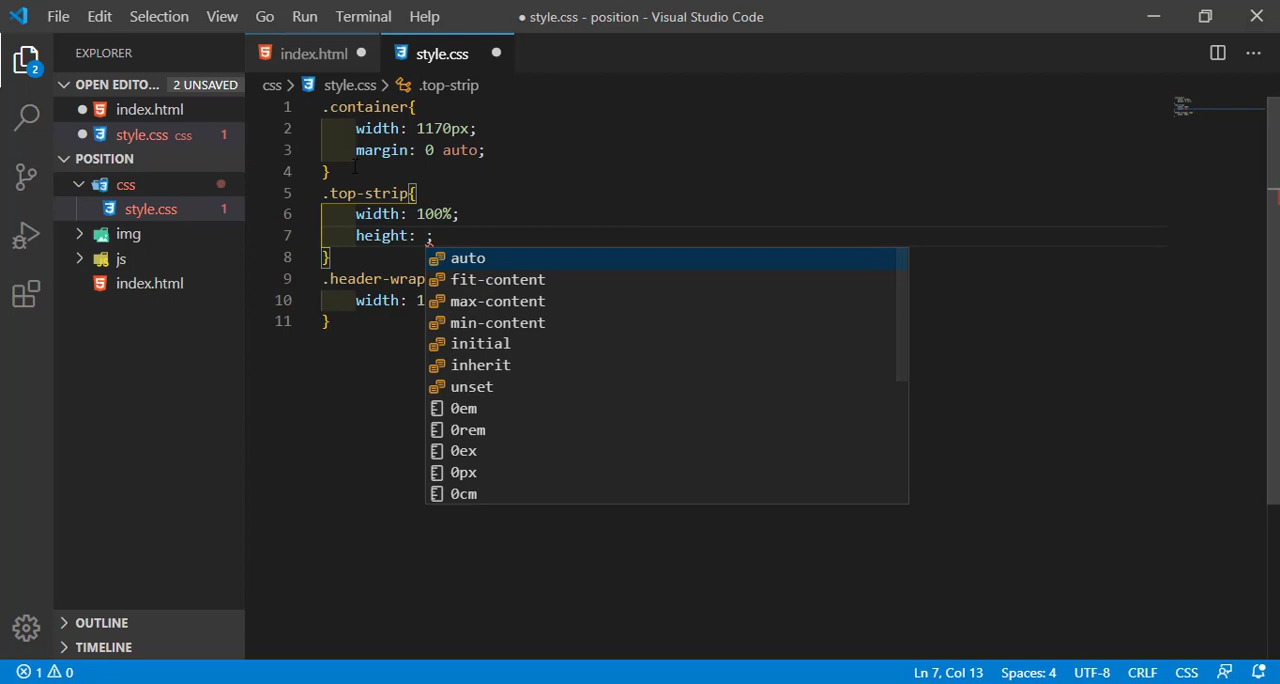 File Edit Selection View Go Run Terminal Help
● style.css - position - Visual Studio Code
EXPLORER
index.html
style.css
OPEN EDITO... 2 UNSAVED
css > style.css > .top-strip
index.html
style.css css 1
POSITION
css
style.css 1
img
js
index.html
2
1 .container{
2 width: 1170px;
3 margin: 0 auto;
4 }
5 .top-strip{
6 width: 100%;
7 height: ;
8 }
9 .header-wrap
10 width: 1
11 }
auto
fit-content
max-content
min-content
initial
inherit
unset
0em
0rem
0ex
0px
0cm
OUTLINE
TIMELINE
1 0
Ln 7, Col 13 Spaces: 4 UTF-8 CRLF CSS